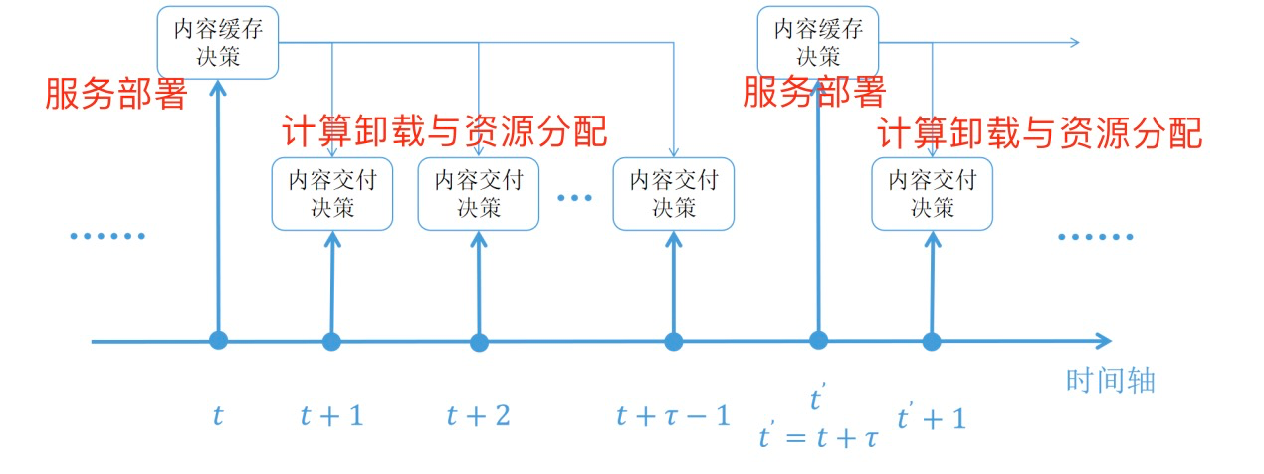 内容缓存
决策
内容缓存
决策
服务部署
服务部署
计算卸载与资源分配
计算卸载与资源分配
内容交付
决策
内容交付
决策
...
内容交付
决策
内容交付
决策
......
......
时间轴
t
t + 1
t + 2
t + τ − 1
t'
t' = t + τ
t' + 1